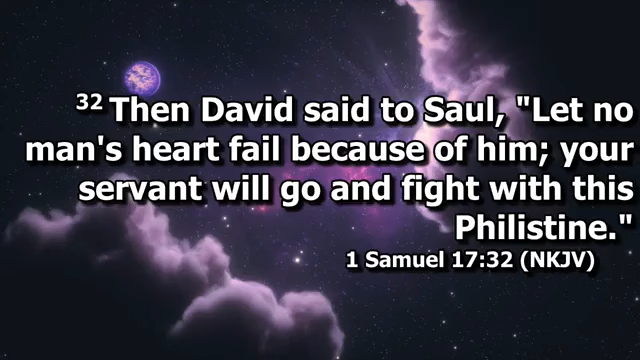 32 Then David said to Saul, "Let no
man's heart fail because of him; your
servant will go and fight with this
Philistine."
1 Samuel 17:32 (NKJV)